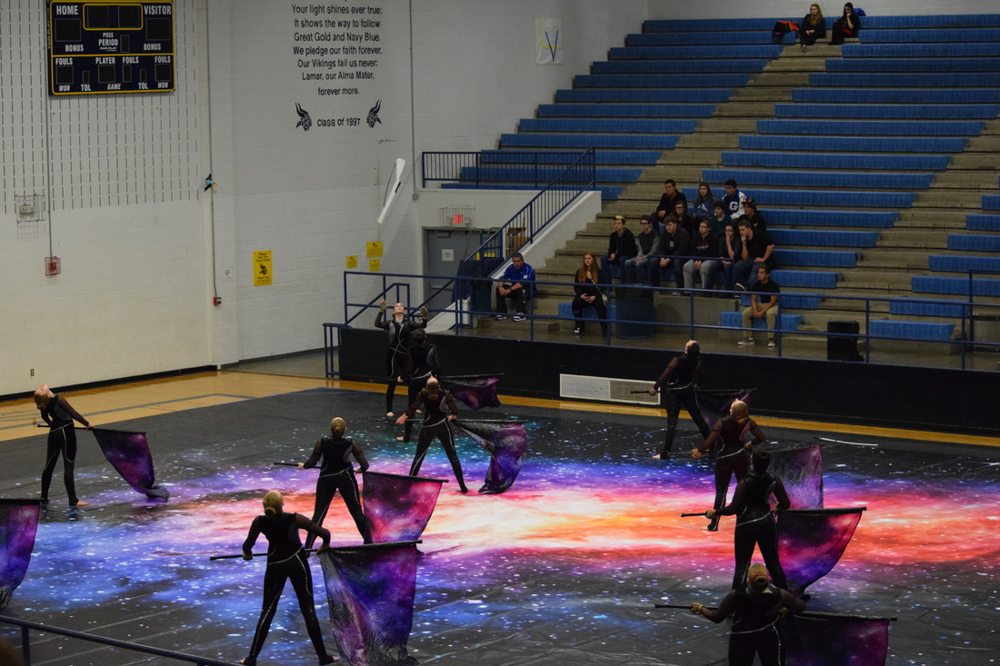 HOME
VISITOR
POSS
PERIOD
BONUS
BONUS
FOULS
PLAYER
FOULS
WON
TOL
GAME
TOL
WON
Your light shines ever true:
It shows the way to follow
Great Gold and Navy Blue.
We pledge our faith forever,
Our Vikings fail us never:
Lamar, our Alma Mater,
forever more.
Class of 1997
V
G